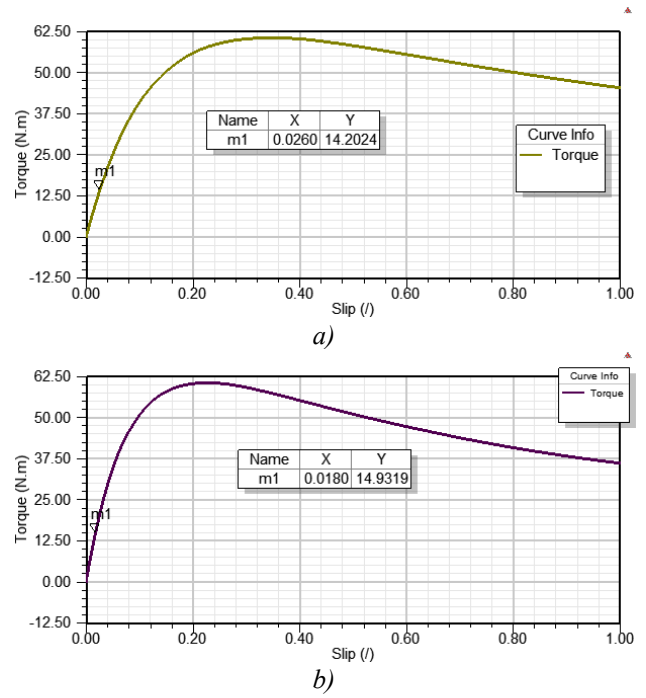 62.50
50.00
37.50
25.00
12.50
0.00
-12.50
Torque (N.m)
m1
Name X Y
m1 0.0260 14.2024
Curve Info
Torque
0.00 0.20 0.40 0.60 0.80 1.00
Slip (/)
a)
62.50
50.00
37.50
25.00
12.50
0.00
-12.50
Torque (N.m)
m1
Name X Y
m1 0.0180 14.9319
Curve Info
Torque
0.00 0.20 0.40 0.60 0.80 1.00
Slip (/)
b)